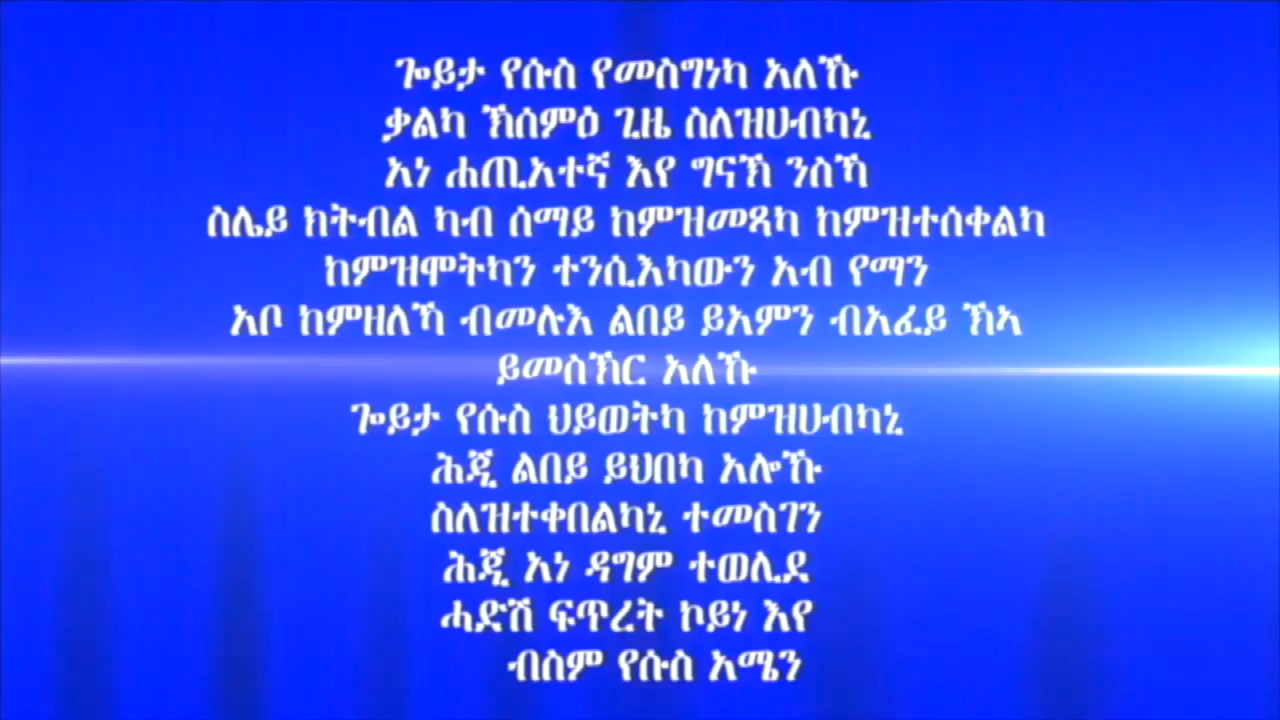 ጐይታ የሱስ የመስግነካ አለኹ
ቃልካ ኽሰምዕ ጊዜ ስለዝሀብካኒ
አነ ሐጢአተኛ እየ ግናኽ ንስኻ
ስሌይ ክትብል ካብ ሰማይ ከምዝመጻካ ከምዝተሰቀልካ
ከምዝሞትካን ተንሲእካውን አብ የማን
አቦ ከምዘለኻ ብመሉእ ልበይ ይአምን ብአፈይ ኽኣ
ይመስኽር አለኹ
ጐይታ የሱስ ህይወትካ ከምዝሀብካኒ
ሕጂ ልበይ ይህበካ አሎኹ
ስለዝተቀበልካኒ ተመስገን
ሕጂ አነ ዳግም ተወሊደ
ሓድሽ ፍጥረት ኮይነ እየ
ብስም የሱስ አሜን